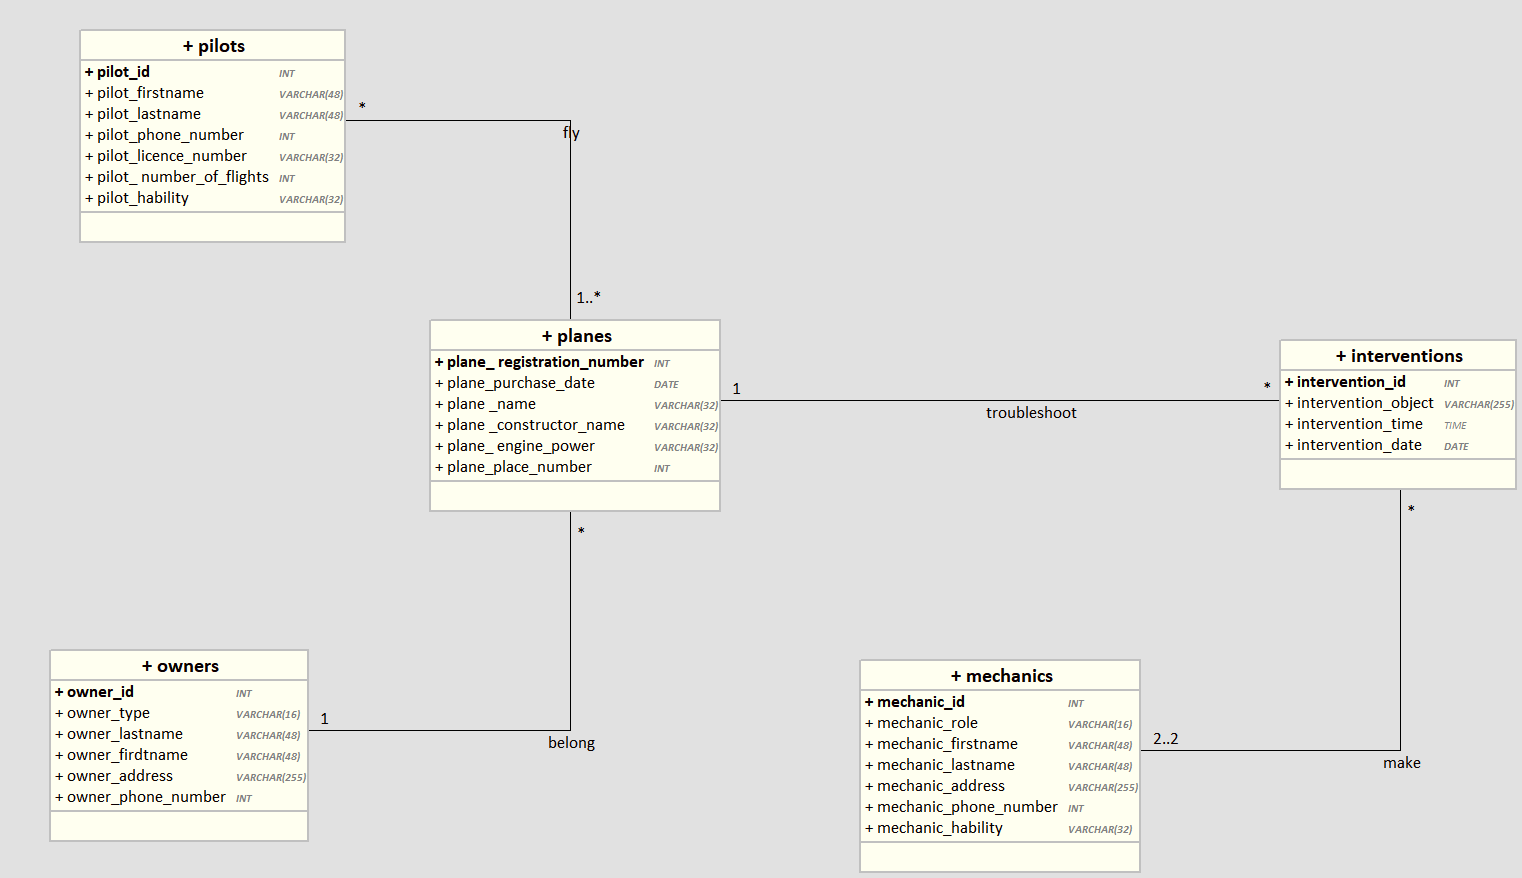 + pilots
+ pilot_id INT
+ pilot_firstname VARCHAR(48)
+ pilot_lastname VARCHAR(48)
+ pilot_phone_number INT
+ pilot_licence_number VARCHAR(32)
+ pilot_ number_of_flights INT
+ pilot_hability VARCHAR(32)
*
fly
1..*
+ planes
+ plane_ registration_number INT
+ plane_purchase_date DATE
+ plane _name VARCHAR(32)
+ plane _constructor_name VARCHAR(32)
+ plane_ engine_power VARCHAR(32)
+ plane_place_number INT
1
troubleshoot
*
+ interventions
+ intervention_id INT
+ intervention_object VARCHAR(255)
+ intervention_time TIME
+ intervention_date DATE
*
*
+ owners
+ owner_id INT
+ owner_type VARCHAR(16)
+ owner_lastname VARCHAR(48)
+ owner_firdtname VARCHAR(48)
+ owner_address VARCHAR(255)
+ owner_phone_number INT
1
belong
+ mechanics
+ mechanic_id INT
+ mechanic_role VARCHAR(16)
+ mechanic_firstname VARCHAR(48)
+ mechanic_lastname VARCHAR(48)
+ mechanic_address VARCHAR(255)
+ mechanic_phone_number INT
+ mechanic_hability VARCHAR(32)
2..2
make